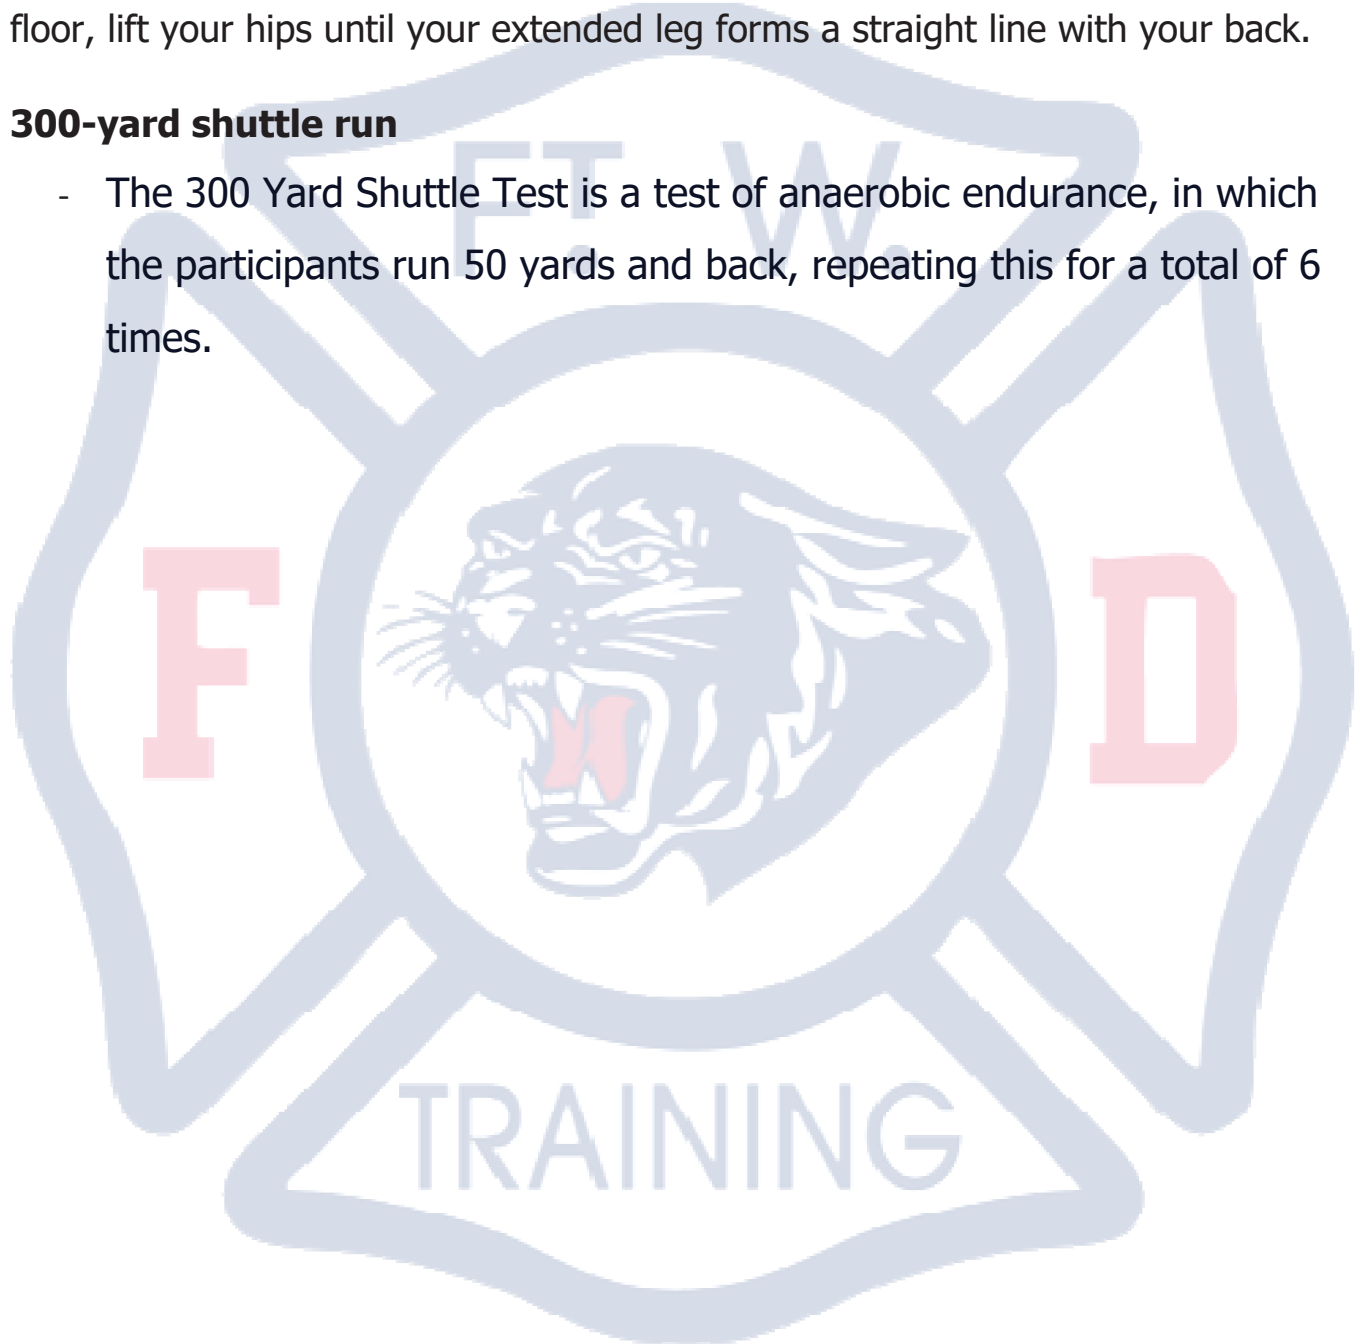 floor, lift your hips until your extended leg forms a straight line with your back.
300-yard shuttle run
- The 300 Yard Shuttle Test is a test of anaerobic endurance, in which
the participants run 50 yards and back, repeating this for a total of 6
times.
FT. W.
F D
TRAINING